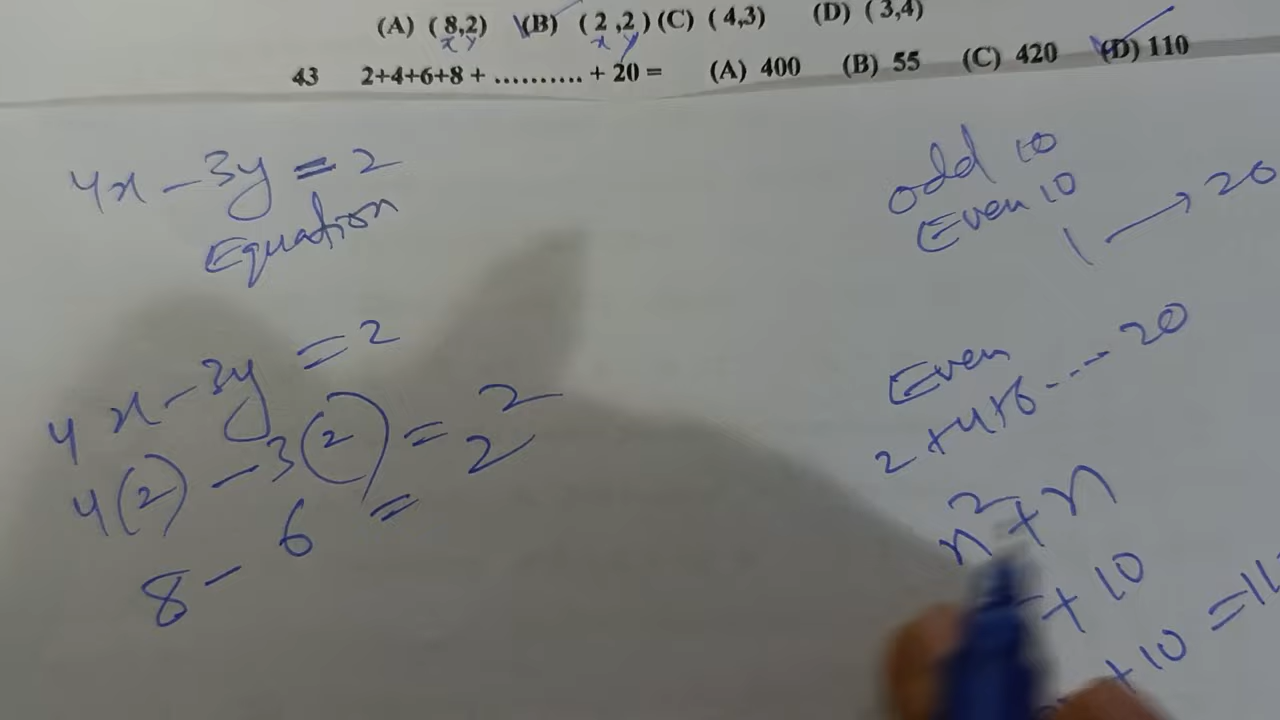 (A) (8,2) (B) (2,2) (C) (4,3) (D) (3,4)
x y x y
43 2+4+6+8 + .......... + 20 = (A) 400 (B) 55 (C) 420 (D) 110
4x - 3y = 2
Equation
4x - 3y = 2
4(2) - 3(2) = 2
8 - 6 = 2
odd 10
Even 10
1 → 20
Even
2+4+6---20
n²+n
+ 10
+10 = 11